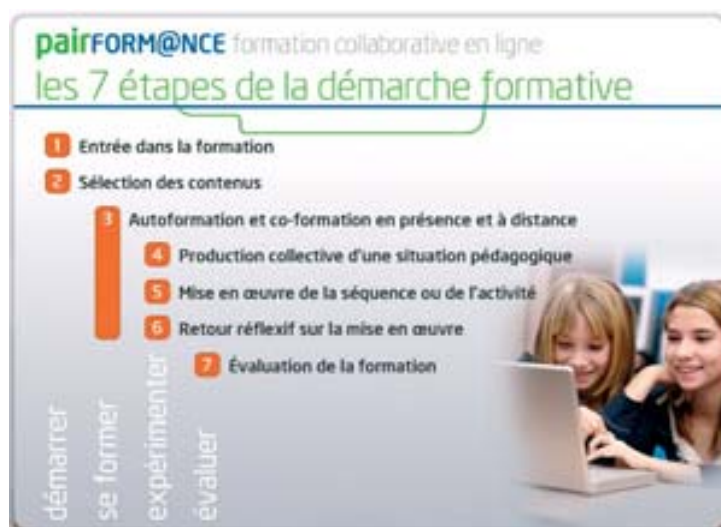 pairFORM@NCE formation collaborative en ligne
les 7 étapes de la démarche formative
1 Entrée dans la formation
2 Sélection des contenus
3 Autoformation et co-formation en présence et à distance
4 Production collective d'une situation pédagogique
5 Mise en œuvre de la séquence ou de l'activité
6 Retour réflexif sur la mise en œuvre
7 Évaluation de la formation
démarrer
se former
expérimenter
évaluer